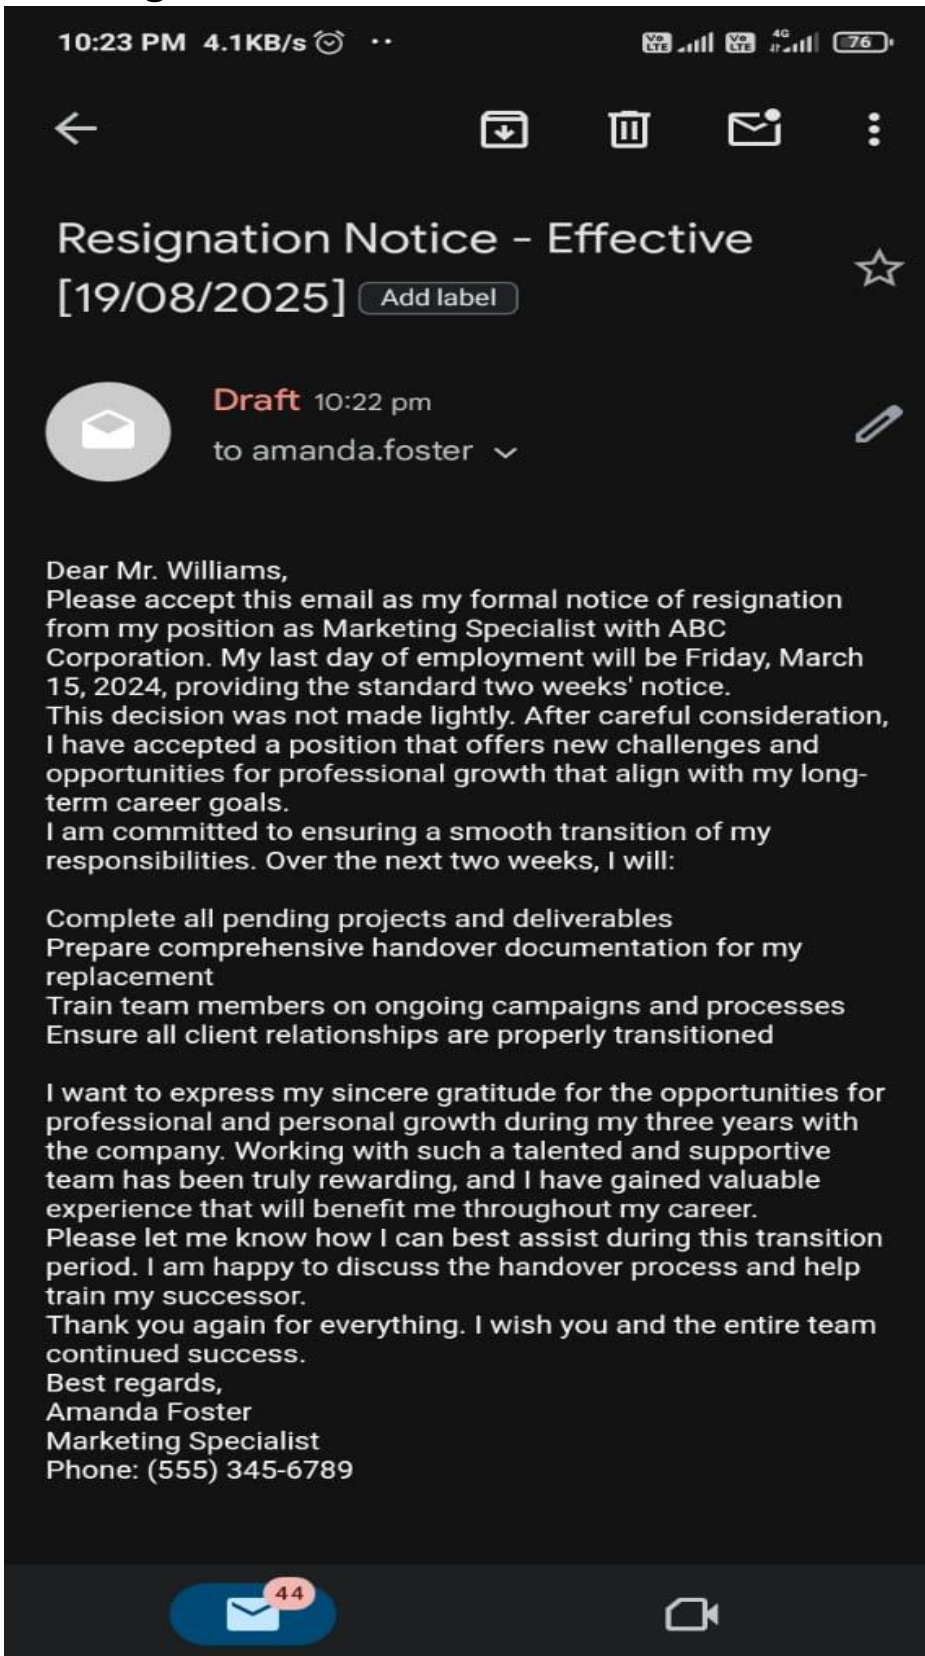 10:23 PM 4.1KB/s ··
Vo LTE Vo LTE 4G 76
Resignation Notice - Effective
[19/08/2025] Add label
Draft 10:22 pm
to amanda.foster
Dear Mr. Williams,
Please accept this email as my formal notice of resignation
from my position as Marketing Specialist with ABC
Corporation. My last day of employment will be Friday, March
15, 2024, providing the standard two weeks' notice.
This decision was not made lightly. After careful consideration,
I have accepted a position that offers new challenges and
opportunities for professional growth that align with my long-
term career goals.
I am committed to ensuring a smooth transition of my
responsibilities. Over the next two weeks, I will:
Complete all pending projects and deliverables
Prepare comprehensive handover documentation for my
replacement
Train team members on ongoing campaigns and processes
Ensure all client relationships are properly transitioned
I want to express my sincere gratitude for the opportunities for
professional and personal growth during my three years with
the company. Working with such a talented and supportive
team has been truly rewarding, and I have gained valuable
experience that will benefit me throughout my career.
Please let me know how I can best assist during this transition
period. I am happy to discuss the handover process and help
train my successor.
Thank you again for everything. I wish you and the entire team
continued success.
Best regards,
Amanda Foster
Marketing Specialist
Phone: (555) 345-6789
44